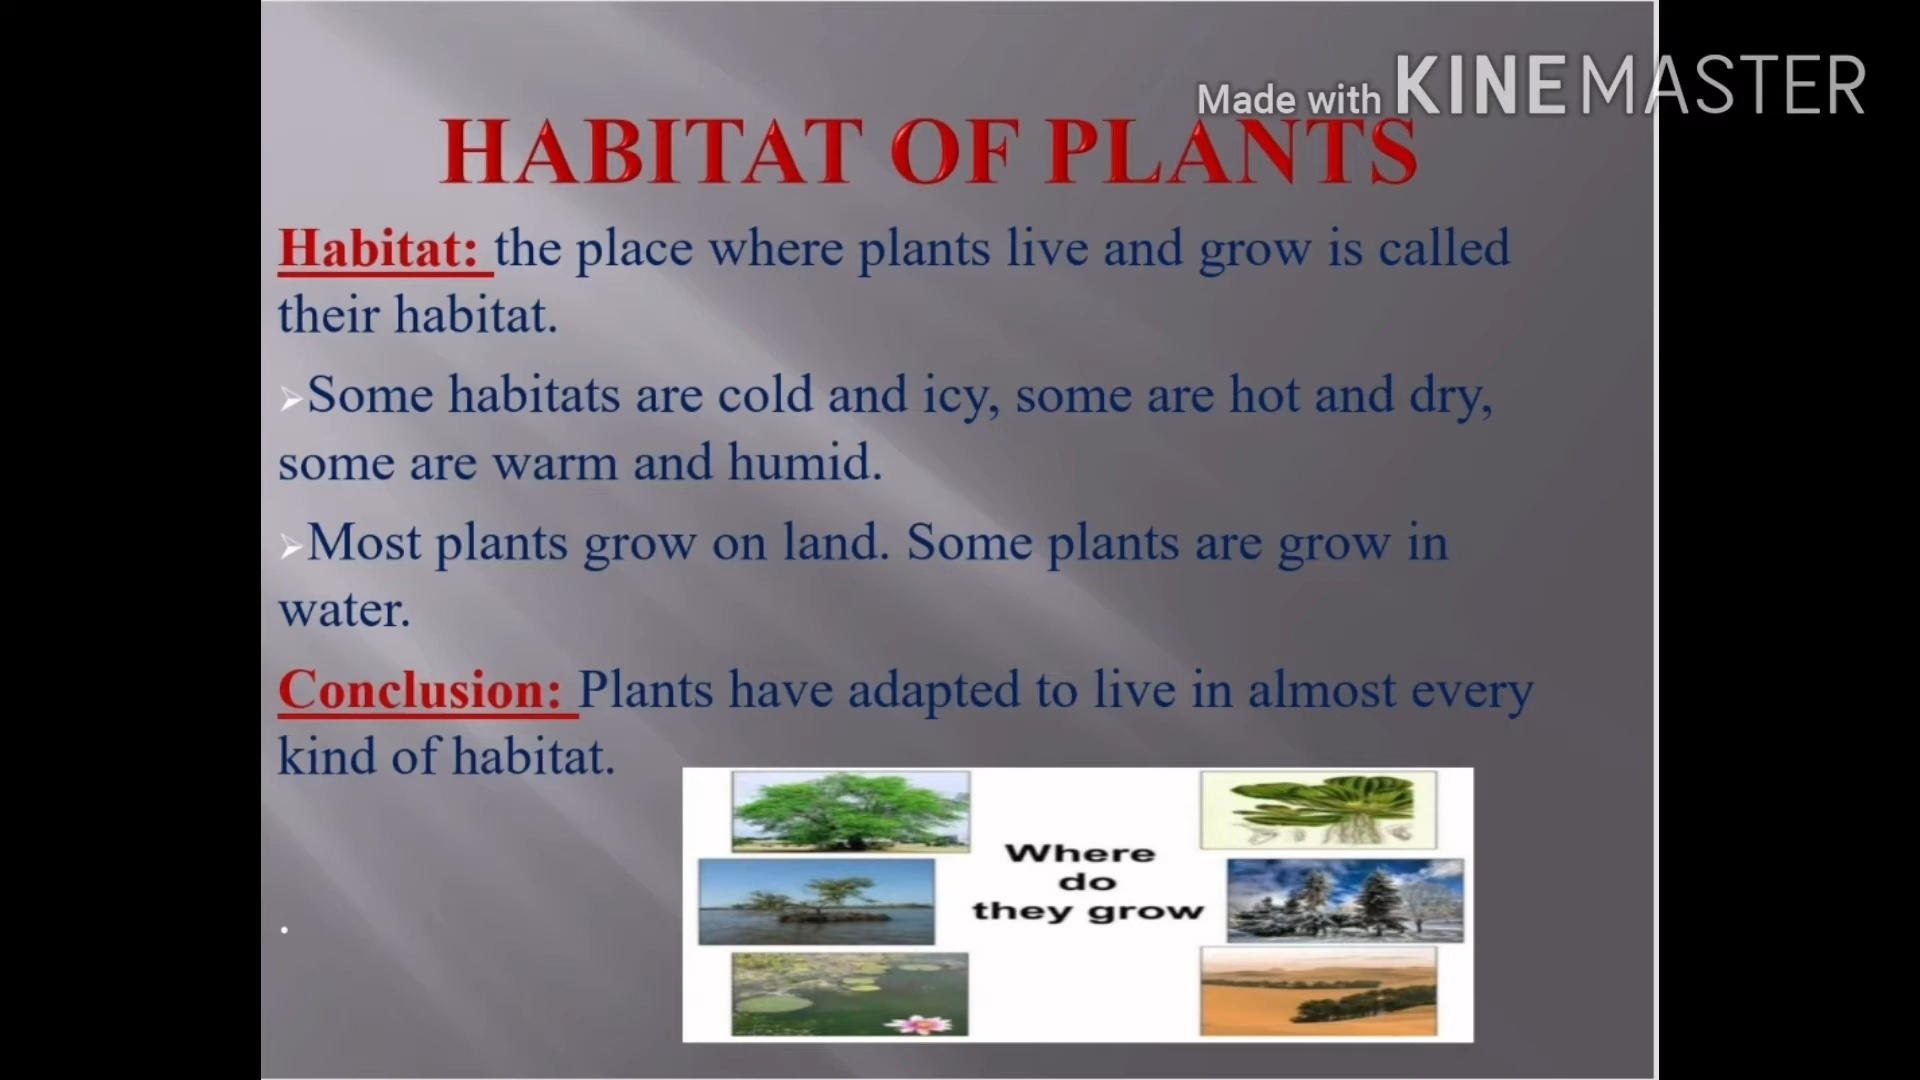 Made with KINEMASTER
HABITAT OF PLANTS
Habitat: the place where plants live and grow is called
their habitat.
➢Some habitats are cold and icy, some are hot and dry,
some are warm and humid.
➢Most plants grow on land. Some plants are grow in
water.
Conclusion: Plants have adapted to live in almost every
kind of habitat.
Where
do
they grow
.